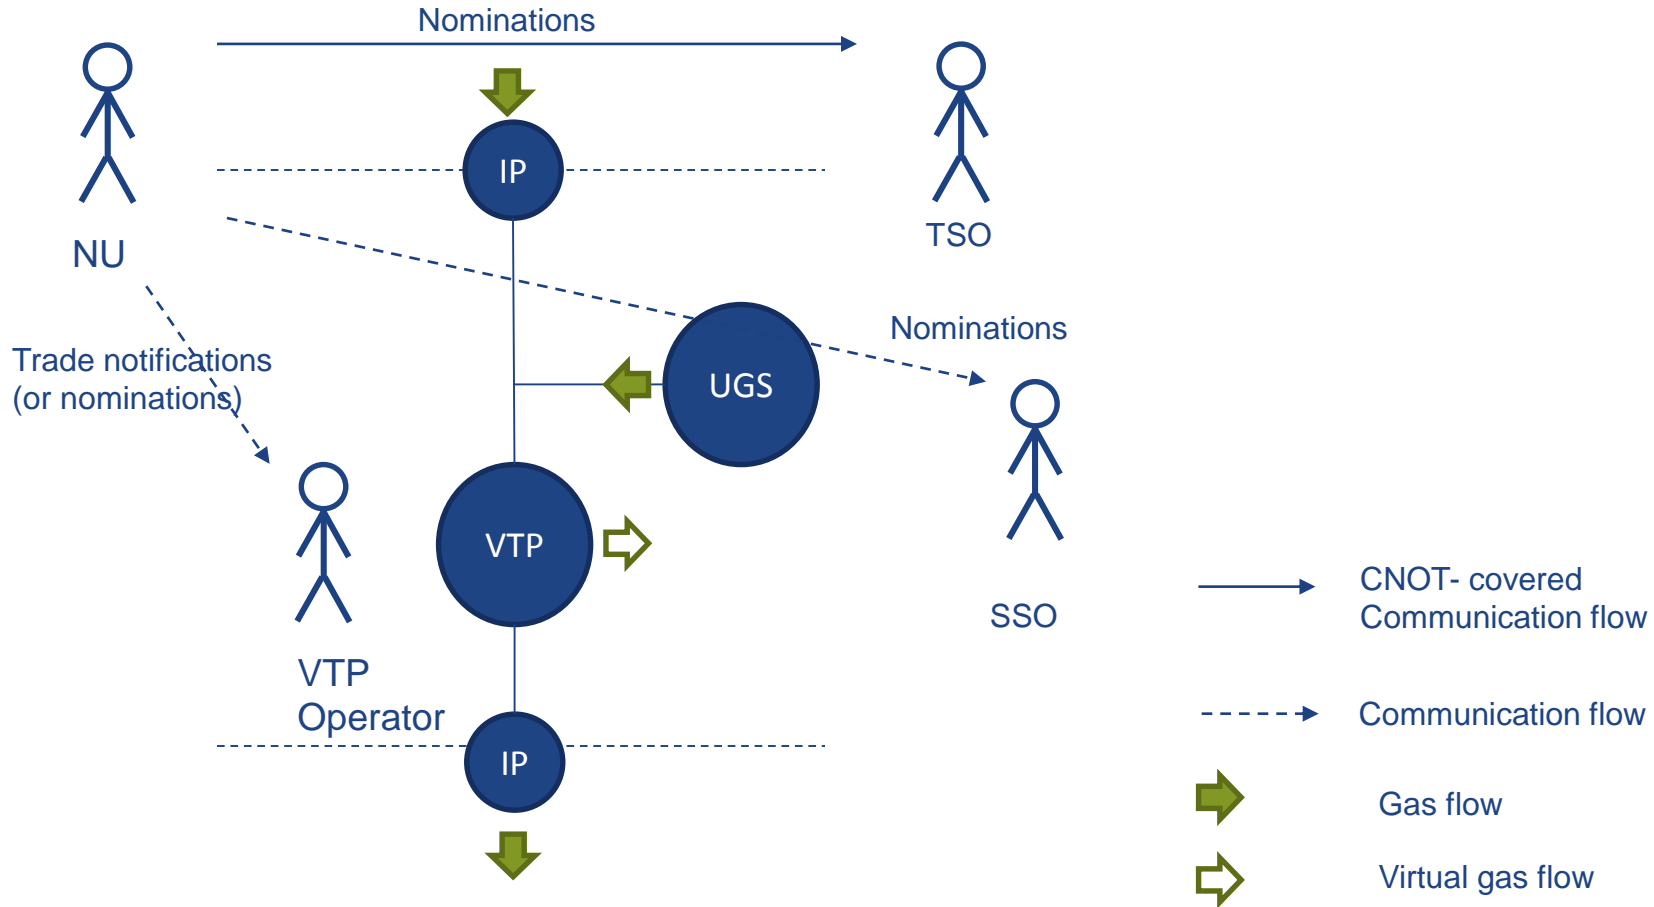 Nominations
IP
NU
TSO
Nominations
Trade notifications
(or nominations)
UGS
VTP
SSO
VTP
Operator
IP
CNOT- covered
Communication flow
Communication flow
Gas flow
Virtual gas flow